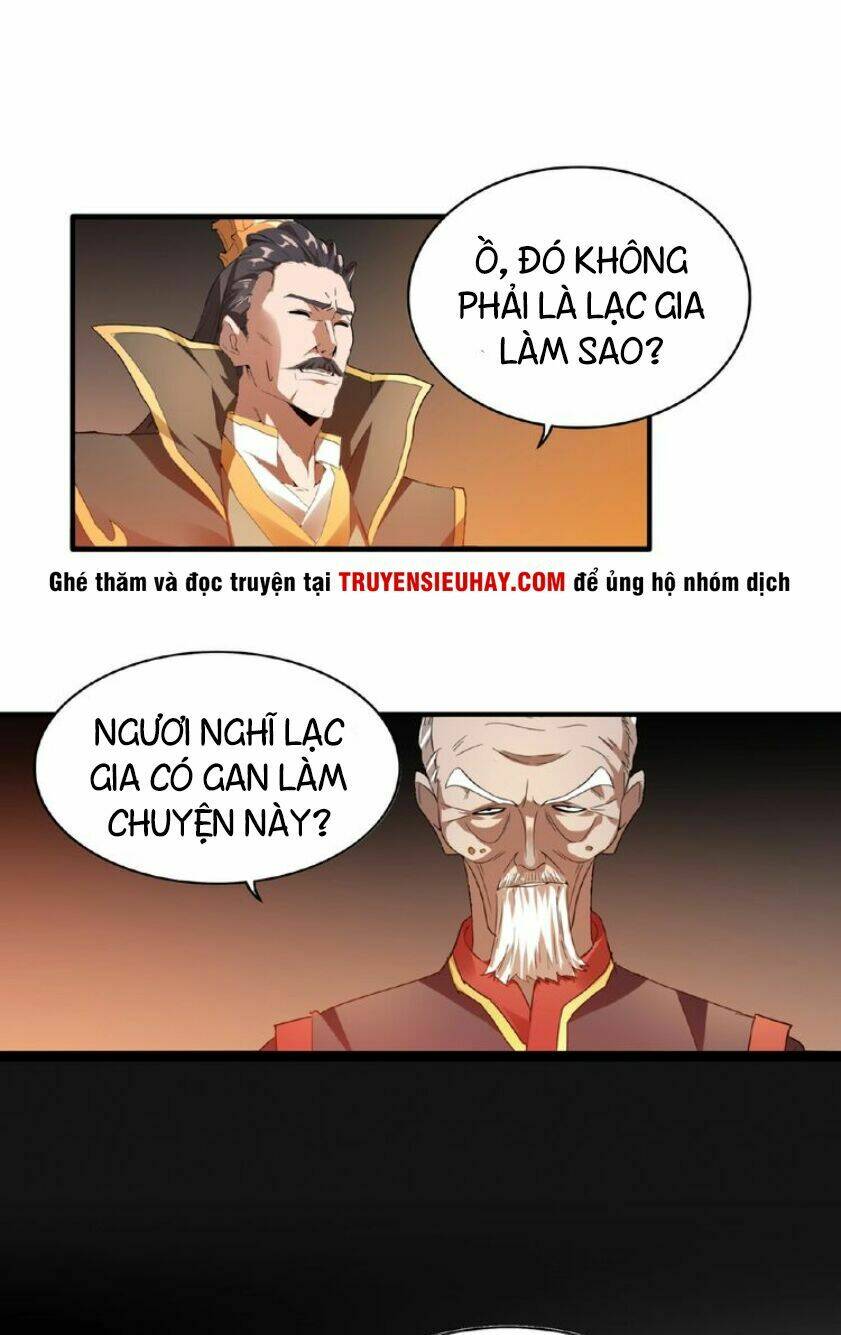 Ồ, ĐÓ KHÔNG
PHẢI LÀ LẠC GIA
LÀM SAO?
Ghé thăm và đọc truyện tại TRUYENSIEUHAY.COM để ủng hộ nhóm dịch
NGƯƠI NGHĨ LẠC
GIA CÓ GAN LÀM
CHUYỆN NÀY?